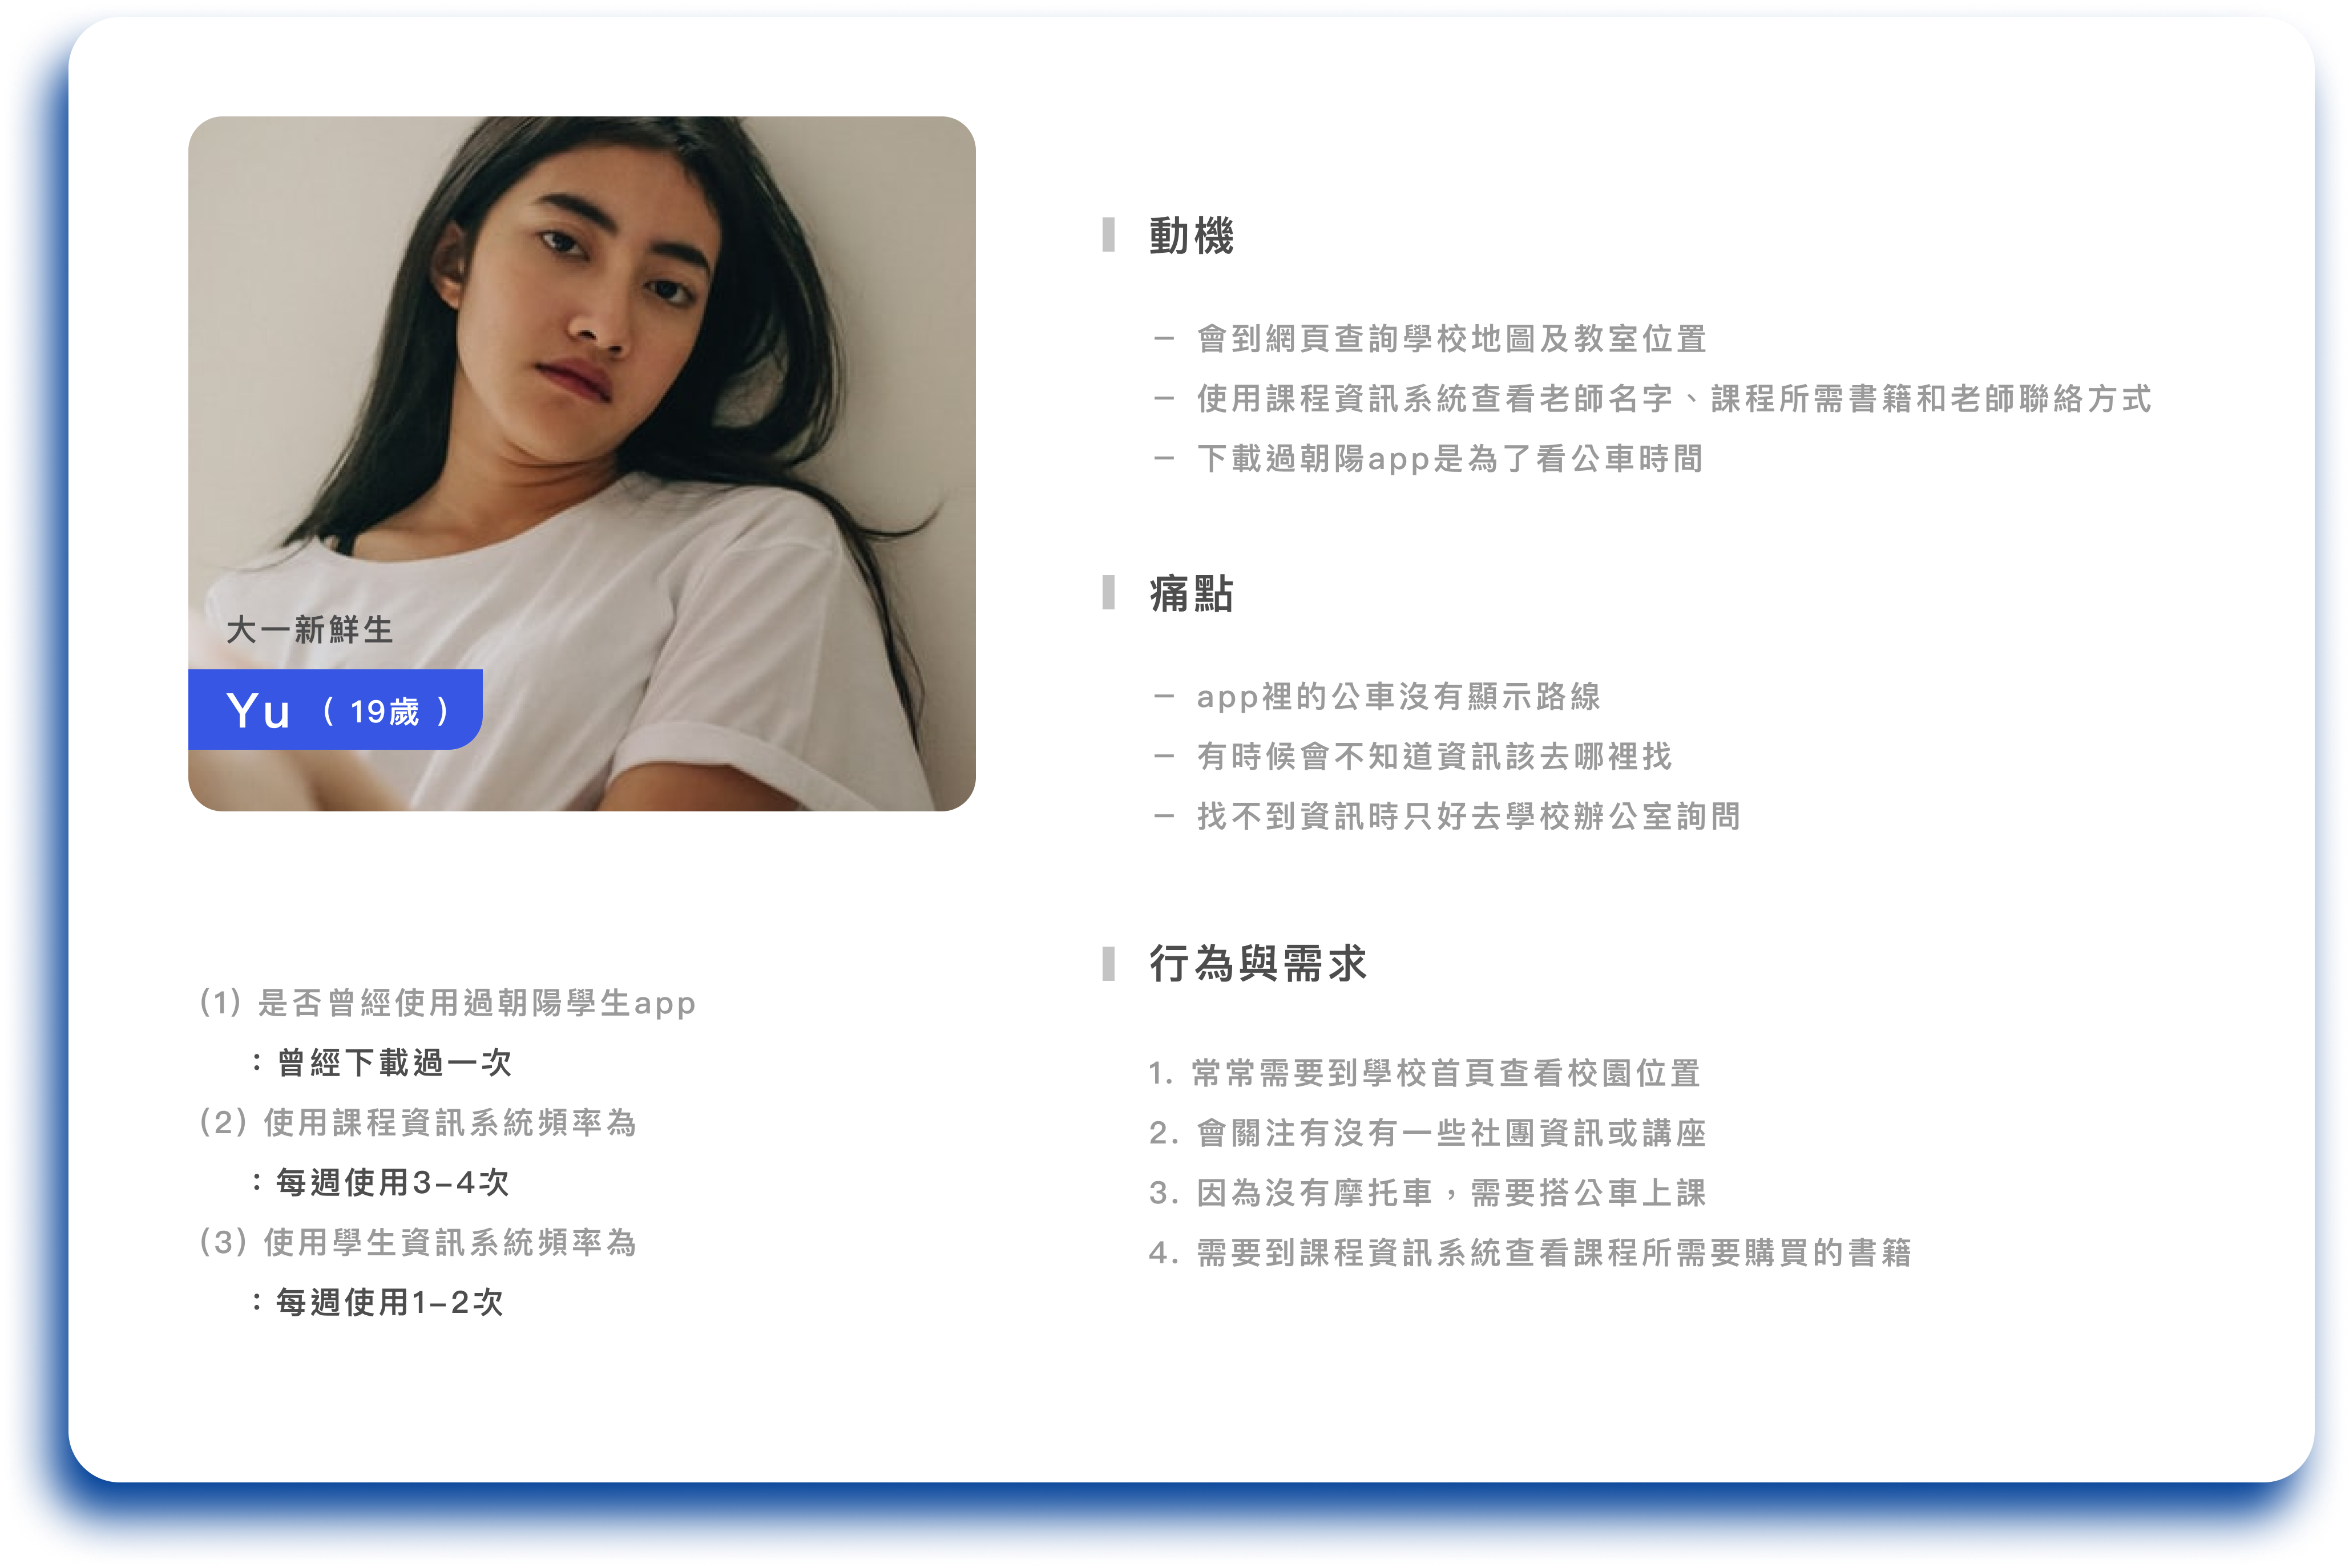 大一新鮮生
Yu （ 19歲 ）
(1) 是否曾經使用過朝陽學生app
：曾經下載過一次
(2) 使用課程資訊系統頻率為
：每週使用3–4次
(3) 使用學生資訊系統頻率為
：每週使用1–2次
動機
– 會到網頁查詢學校地圖及教室位置
– 使用課程資訊系統查看老師名字、課程所需書籍和老師聯絡方式
– 下載過朝陽app是為了看公車時間
痛點
– app裡的公車沒有顯示路線
– 有時候會不知道資訊該去哪裡找
– 找不到資訊時只好去學校辦公室詢問
行為與需求
1. 常常需要到學校首頁查看校園位置
2. 會關注有沒有一些社團資訊或講座
3. 因為沒有摩托車，需要搭公車上課
4. 需要到課程資訊系統查看課程所需要購買的書籍